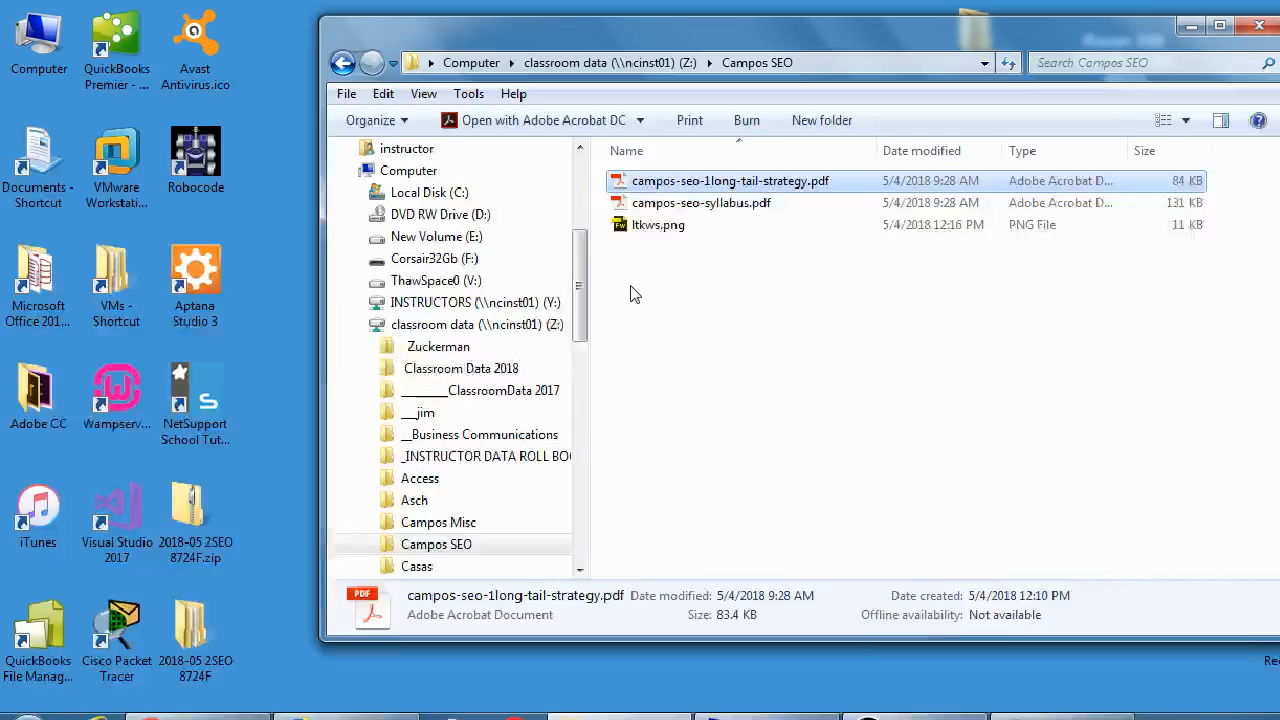 Computer
QuickBooks
Premier - ...
Avast
Antivirus.ico
Documents -
Shortcut
VMware
Workstati...
Robocode
Microsoft
Office 201...
VMs -
Shortcut
Aptana
Studio 3
Adobe CC
Wampserv...
NetSupport
School Tut...
iTunes
Visual Studio
2017
2018-05 2SEO
8724F.zip
QuickBooks
File Manag...
Cisco Packet
Tracer
2018-05 2SEO
8724F
Computer classroom data (\\ncinst01) (Z:) Campos SEO
Search Campos SEO
File Edit View Tools Help
Organize Open with Adobe Acrobat DC Print Burn New folder
instructor
Computer
Local Disk (C:)
DVD RW Drive (D:)
New Volume (E:)
Corsair32Gb (F:)
ThawSpace0 (V:)
INSTRUCTORS (\\ncinst01) (Y:)
classroom data (\\ncinst01) (Z:)
Zuckerman
Classroom Data 2018
______ClassroomData 2017
__jim
__Business Communications
_INSTRUCTOR DATA ROLL BOO
Access
Asch
Campos Misc
Campos SEO
Casas
Name Date modified Type Size
campos-seo-1long-tail-strategy.pdf 5/4/2018 9:28 AM Adobe Acrobat D... 84 KB
campos-seo-syllabus.pdf 5/4/2018 9:28 AM Adobe Acrobat D... 131 KB
ltkws.png 5/4/2018 12:16 PM PNG File 11 KB
PDF
campos-seo-1long-tail-strategy.pdf Date modified: 5/4/2018 9:28 AM Date created: 5/4/2018 12:10 PM
Adobe Acrobat Document Size: 83.4 KB Offline availability: Not available